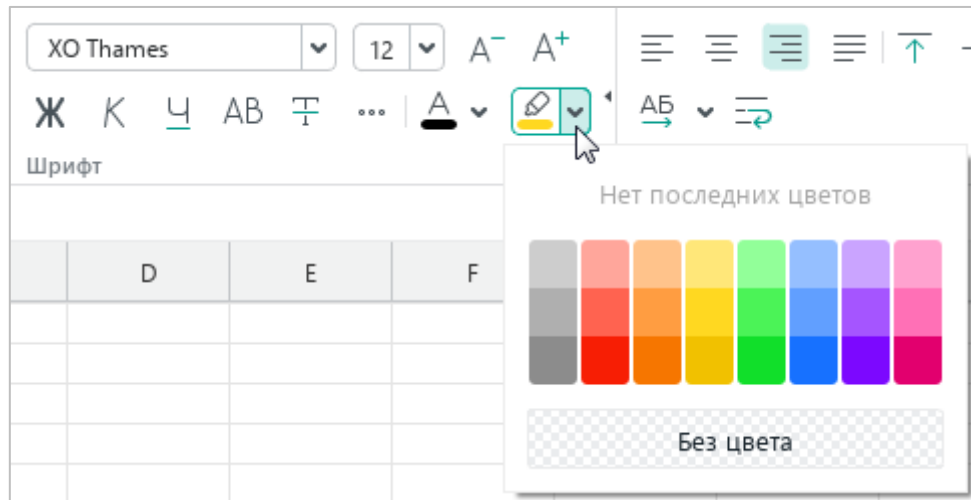 XO Thames 12 A⁻ A⁺
Ж К Ч АВ Т ... А АБ
Шрифт
Нет последних цветов
D E F
Без цвета